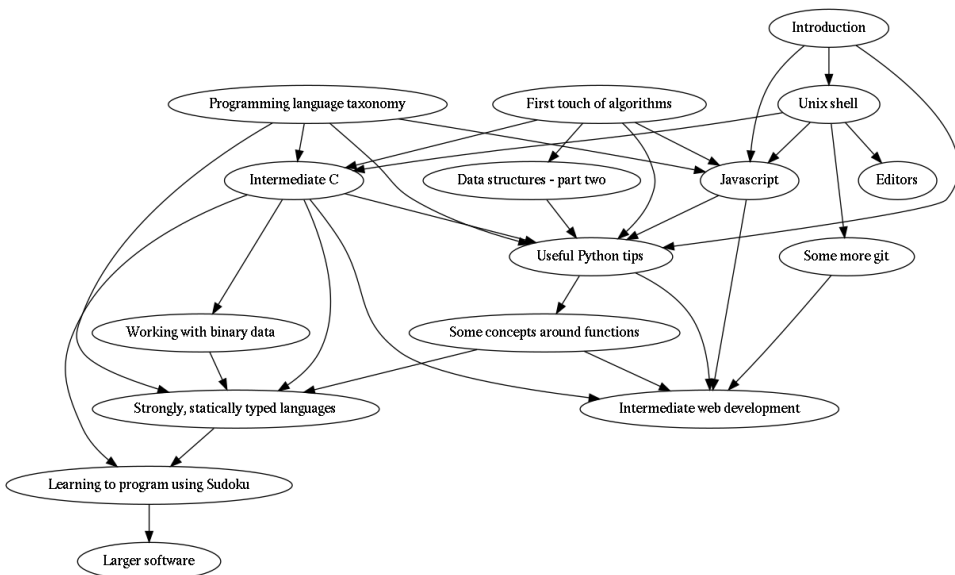 Introduction
Programming language taxonomy
First touch of algorithms
Unix shell
Intermediate C
Data structures - part two
Javascript
Editors
Useful Python tips
Some more git
Working with binary data
Some concepts around functions
Strongly, statically typed languages
Intermediate web development
Learning to program using Sudoku
Larger software